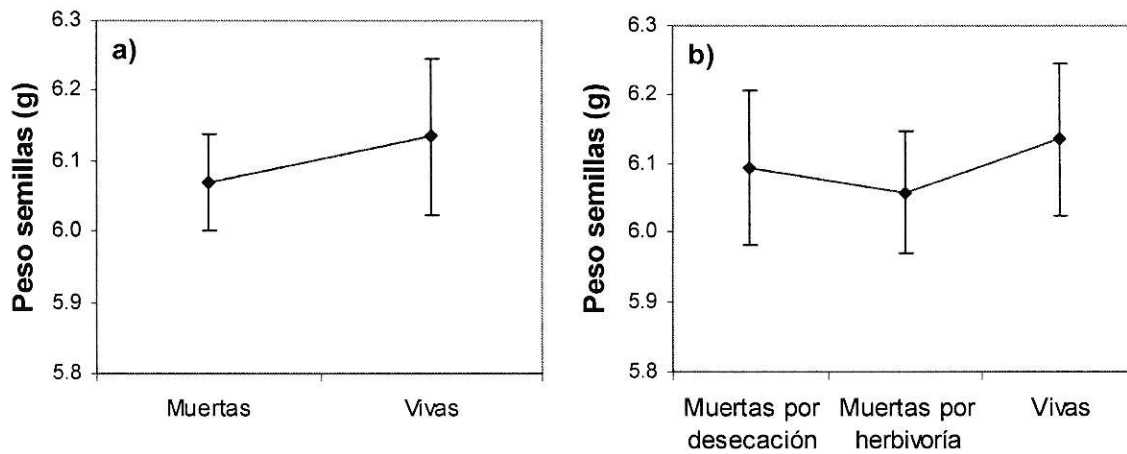 a)
Peso semillas (g)
6.3
6.2
6.1
6.0
5.9
5.8
Muertas
Vivas
b)
Peso semillas (g)
6.3
6.2
6.1
6.0
5.9
5.8
Muertas por
desecación
Muertas por
herbivoría
Vivas